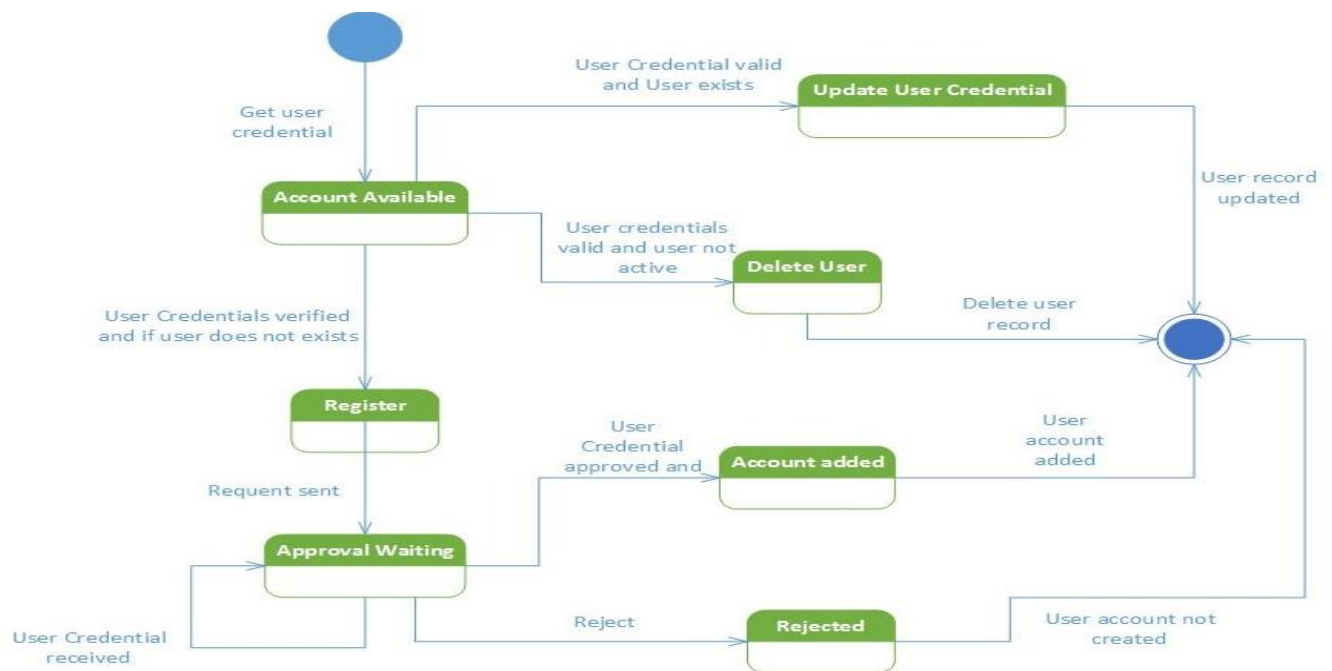 User Credential valid
and User exists
Update User Credential
Get user
credential
Account Available
User record
updated
User credentials
valid and user not
active
Delete User
Delete user
record
User Credentials verified
and if user does not exists
Register
User
Credential
approved and
Account added
User
account
added
Requent sent
Approval Waiting
Reject
Rejected
User account not
created
User Credential
received